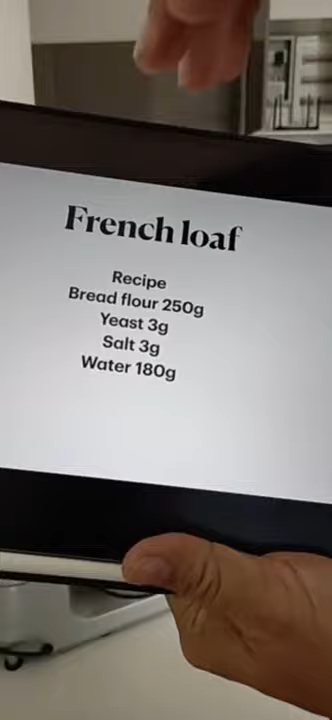 French loaf
Recipe
Bread flour 250g
Yeast 3g
Salt 3g
Water 180g